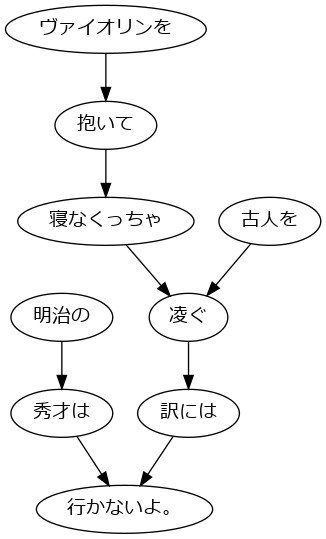 ヴァイオリンを
抱いて
寝なくっちゃ
古人を
明治の
凌ぐ
秀才は
訳には
行かないよ。